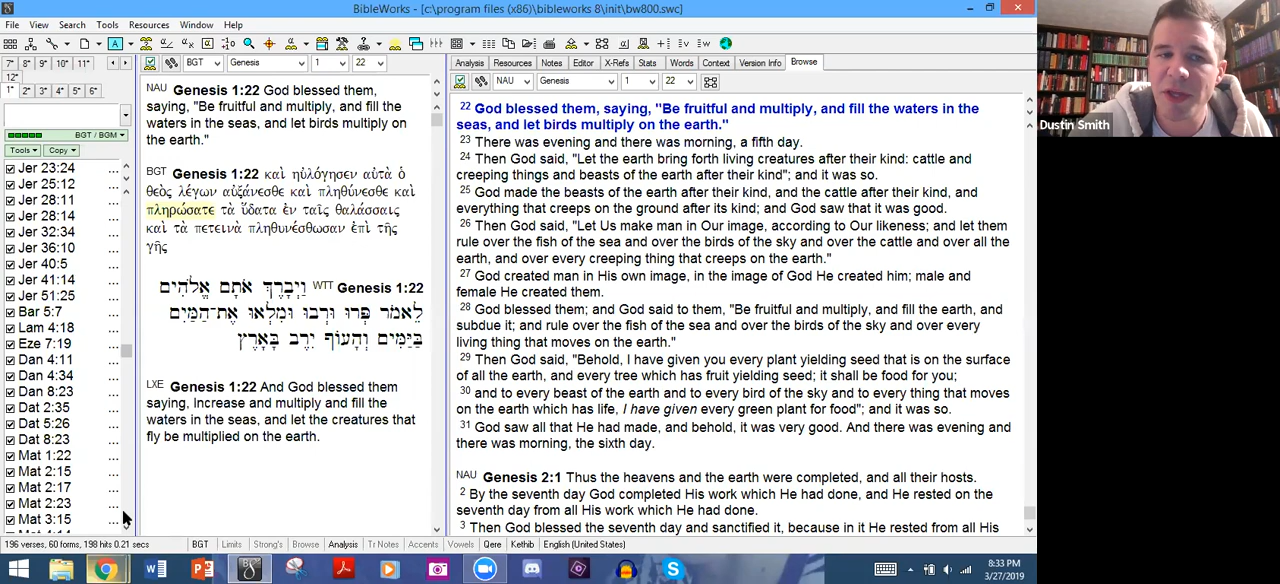 BibleWorks - [c:\program files (x86)\bibleworks 8\init\bw800.swc]
File View Search Tools Resources Window Help
7* 8* 9* 10* 11*
12*
1* 2* 3* 4* 5* 6*
BGT / BGM
Tools Copy
Jer 23:24 ...
Jer 25:12 ...
Jer 28:11 ...
Jer 28:14 ...
Jer 32:34 ...
Jer 36:10 ...
Jer 40:5 ...
Jer 41:14 ...
Jer 51:25 ...
Bar 5:7 ...
Lam 4:18 ...
Eze 7:19 ...
Dan 4:11 ...
Dan 4:34 ...
Dan 8:23 ...
Dat 2:35 ...
Dat 5:26 ...
Dat 8:23 ...
Mat 1:22 ...
Mat 2:15 ...
Mat 2:17 ...
Mat 2:23 ...
Mat 3:15 ...
BGT Genesis 1 22
NAU Genesis 1:22 God blessed them,
saying, "Be fruitful and multiply, and fill the
waters in the seas, and let birds multiply on
the earth."
BGT Genesis 1:22 καὶ ηὐλόγησεν αὐτὰ ὁ
θεὸς λέγων αὐξάνεσθε καὶ πληθύνεσθε καὶ
πληρώσατε τὰ ὕδατα ἐν ταῖς θαλάσσαις
καὶ τὰ πετεινὰ πληθυνέσθωσαν ἐπὶ τῆς
γῆς
WTT Genesis 1:22 וַיְבָרֶךְ אֹתָם אֱלֹהִים
לֵאמֹר פְּרוּ וּרְבוּ וּמִלְאוּ אֶת־הַמַּיִם
בַּיַּמִּים וְהָעוֹף יִרֶב בָּאָרֶץ
LXE Genesis 1:22 And God blessed them
saying, Increase and multiply and fill the
waters in the seas, and let the creatures that
fly be multiplied on the earth.
Analysis Resources Notes Editor X-Refs Stats Words Context Version Info Browse
NAU Genesis 1 22
22 God blessed them, saying, "Be fruitful and multiply, and fill the waters in the
seas, and let birds multiply on the earth."
23 There was evening and there was morning, a fifth day.
24 Then God said, "Let the earth bring forth living creatures after their kind: cattle and
creeping things and beasts of the earth after their kind"; and it was so.
25 God made the beasts of the earth after their kind, and the cattle after their kind, and
everything that creeps on the ground after its kind; and God saw that it was good.
26 Then God said, "Let Us make man in Our image, according to Our likeness; and let them
rule over the fish of the sea and over the birds of the sky and over the cattle and over all the
earth, and over every creeping thing that creeps on the earth."
27 God created man in His own image, in the image of God He created him; male and
female He created them.
28 God blessed them; and God said to them, "Be fruitful and multiply, and fill the earth, and
subdue it; and rule over the fish of the sea and over the birds of the sky and over every
living thing that moves on the earth."
29 Then God said, "Behold, I have given you every plant yielding seed that is on the surface
of all the earth, and every tree which has fruit yielding seed; it shall be food for you;
30 and to every beast of the earth and to every bird of the sky and to every thing that moves
on the earth which has life, I have given every green plant for food"; and it was so.
31 God saw all that He had made, and behold, it was very good. And there was evening and
there was morning, the sixth day.
NAU Genesis 2:1 Thus the heavens and the earth were completed, and all their hosts.
2 By the seventh day God completed His work which He had done, and He rested on the
seventh day from all His work which He had done.
3 Then God blessed the seventh day and sanctified it, because in it He rested from all His
196 verses, 60 forms, 198 hits 0.21 secs BGT Limits Strong's Browse Analysis Tr Notes Accents Vowels Qere Kethib English (United States)
8:33 PM
3/27/2019
Dustin Smith